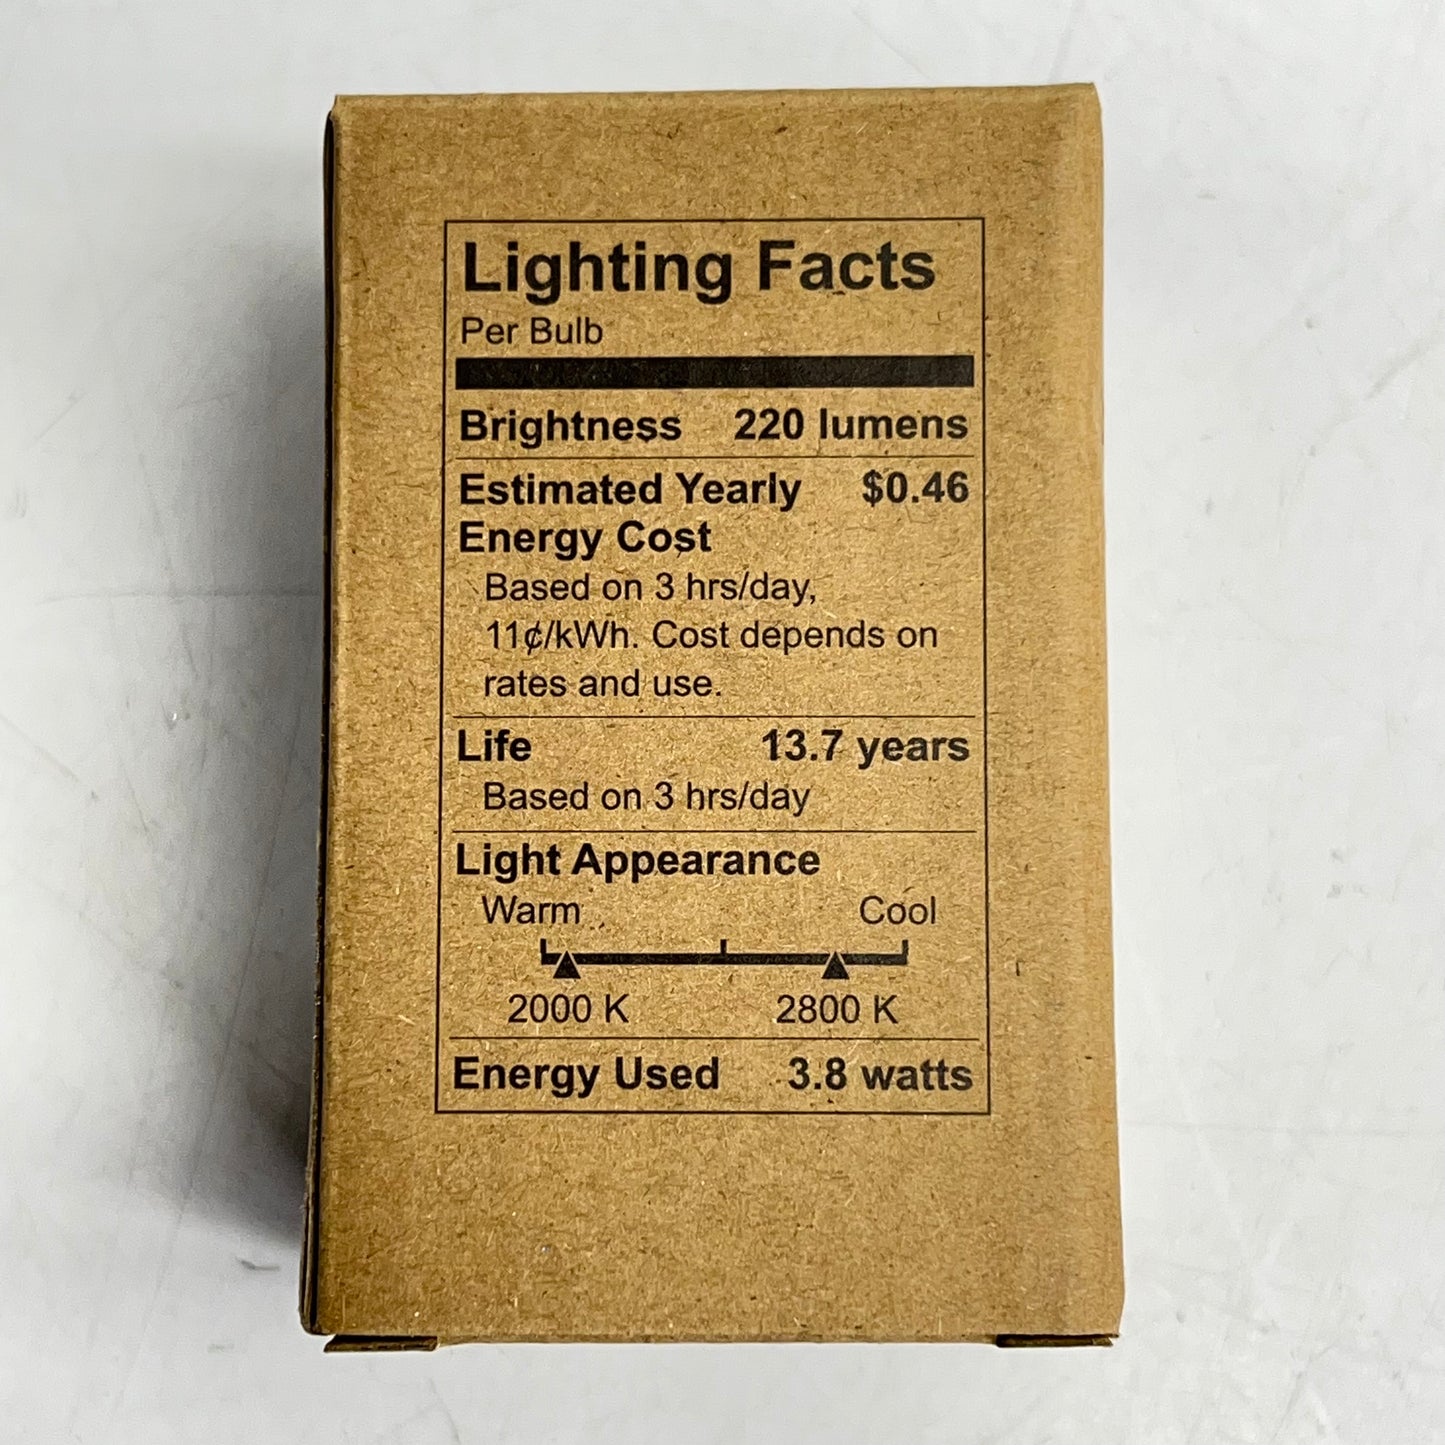 Lighting Facts
Per Bulb
Brightness 220 lumens
Estimated Yearly $0.46
Energy Cost
Based on 3 hrs/day,
11¢/kWh. Cost depends on
rates and use.
Life 13.7 years
Based on 3 hrs/day
Light Appearance
Warm Cool
2000 K 2800 K
Energy Used 3.8 watts